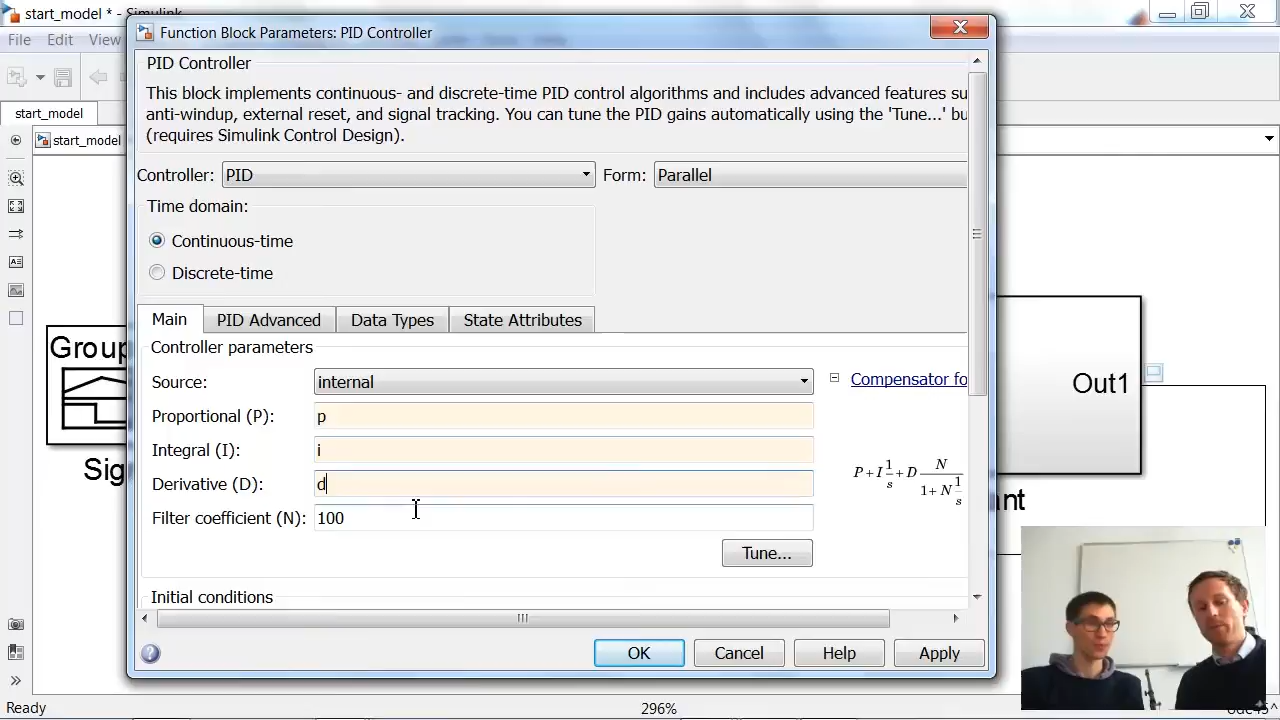 start_model * - Simulink
File Edit View
start_model
start_model
Function Block Parameters: PID Controller
PID Controller
This block implements continuous- and discrete-time PID control algorithms and includes advanced features su
anti-windup, external reset, and signal tracking. You can tune the PID gains automatically using the 'Tune...' bu
(requires Simulink Control Design).
Controller: PID Form: Parallel
Time domain:
Continuous-time
Discrete-time
Main PID Advanced Data Types State Attributes
Controller parameters
Source: internal Compensator fo
Proportional (P): p
Integral (I): i
Derivative (D): d
Filter coefficient (N): 100
P+I 1/s +D N/(1+N 1/s)
Tune...
Initial conditions
OK Cancel Help Apply
Group
Sig
Out1
ant
Ready 296%